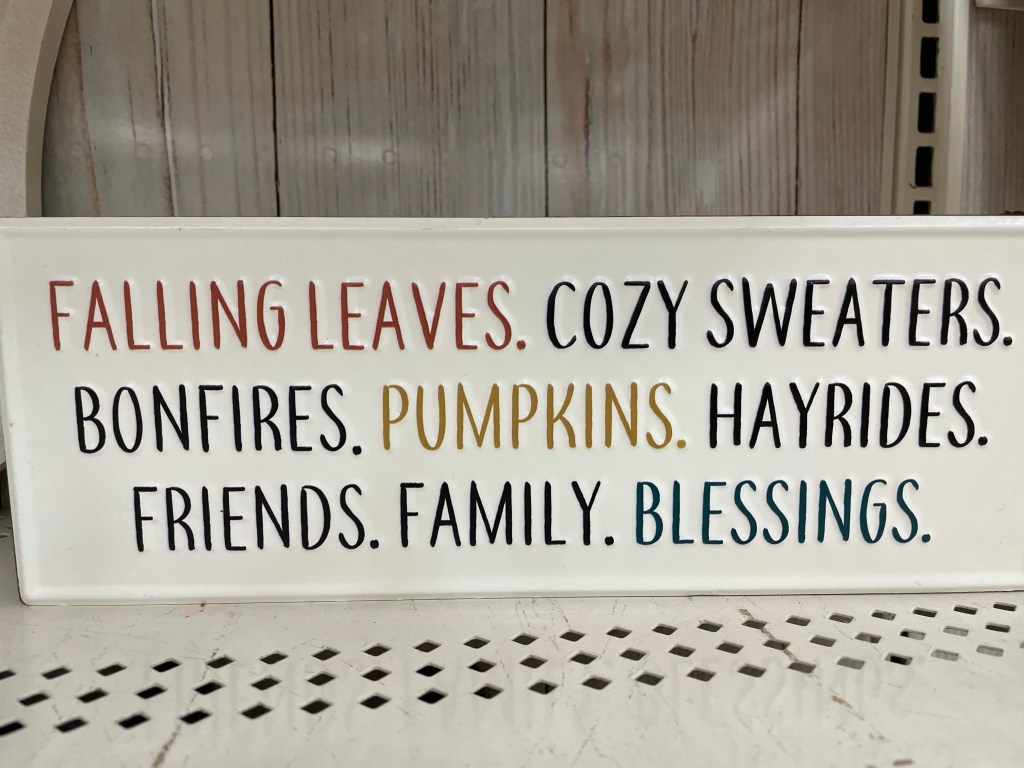 FALLING LEAVES. COZY SWEATERS.
BONFIRES. PUMPKINS. HAYRIDES.
FRIENDS. FAMILY. BLESSINGS.